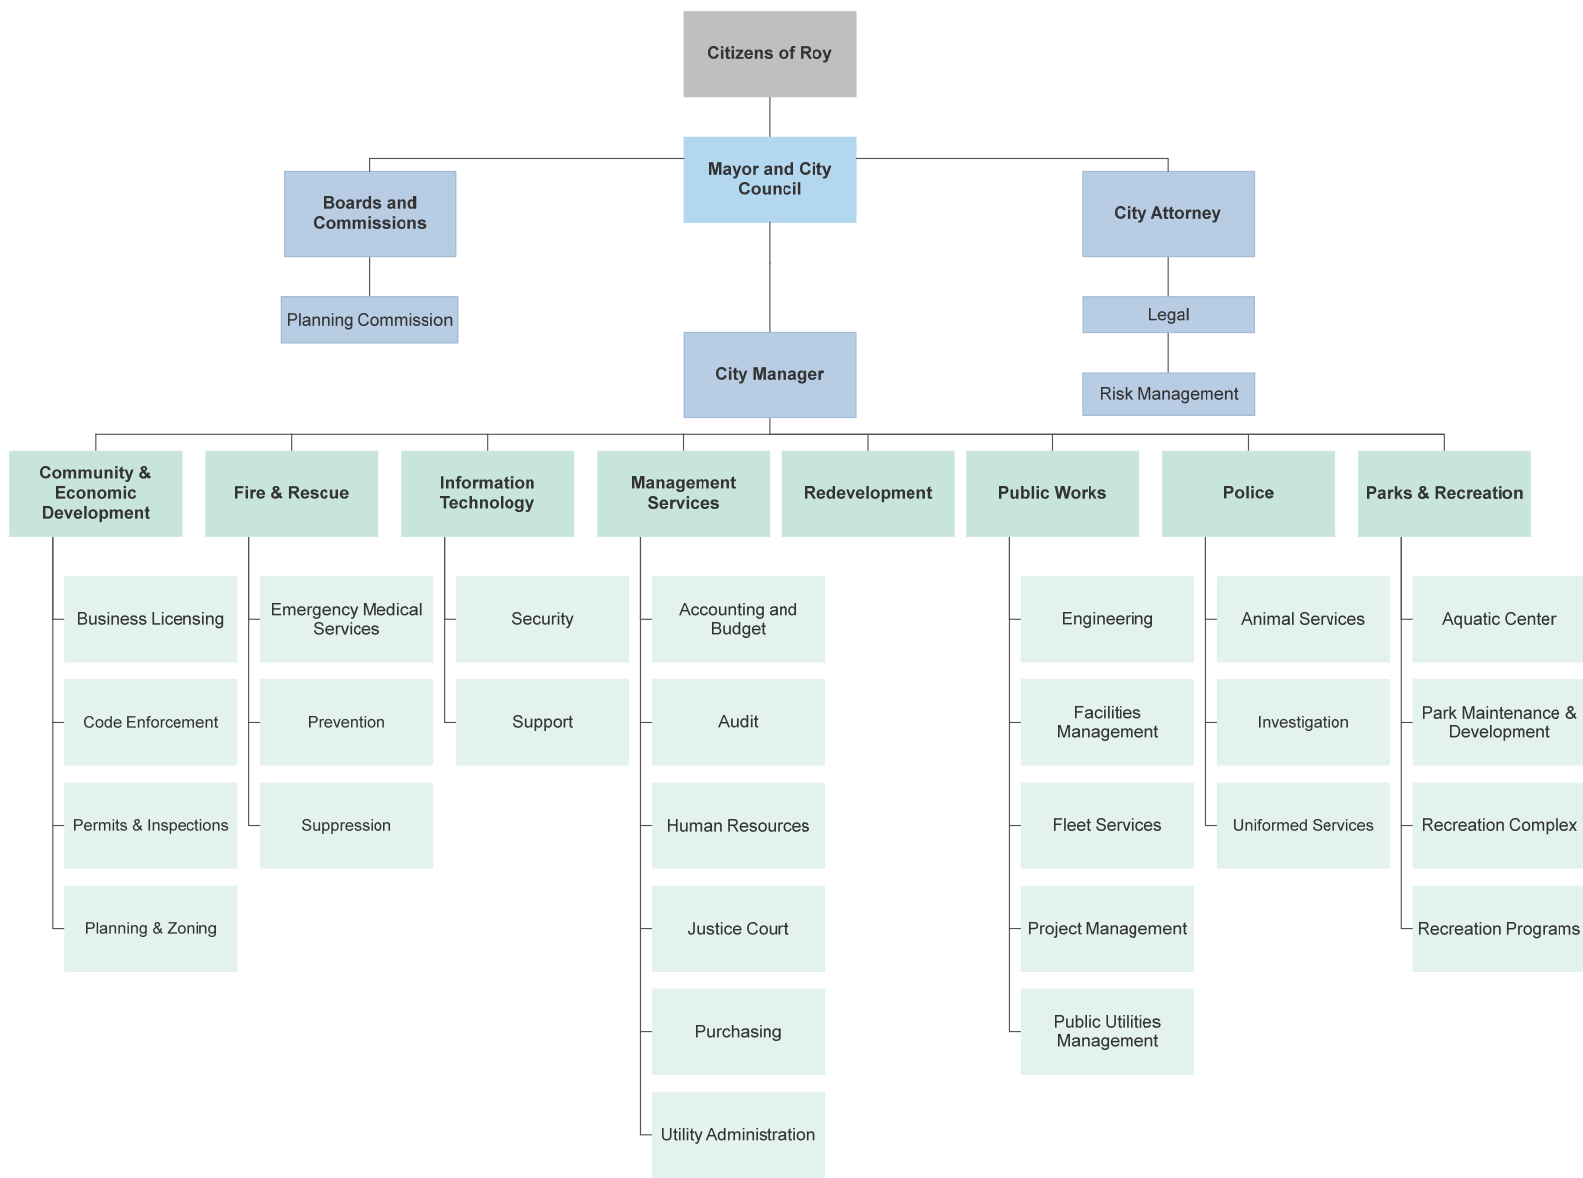 Citizens of Roy
Mayor and City
Council
Boards and
Commissions
City Attorney
Planning Commission
Legal
City Manager
Risk Management
Community &
Economic
Development
Fire & Rescue
Information
Technology
Management
Services
Redevelopment
Public Works
Police
Parks & Recreation
Business Licensing
Emergency Medical
Services
Security
Accounting and
Budget
Engineering
Animal Services
Aquatic Center
Code Enforcement
Prevention
Support
Audit
Facilities
Management
Investigation
Park Maintenance &
Development
Permits & Inspections
Suppression
Human Resources
Fleet Services
Uniformed Services
Recreation Complex
Planning & Zoning
Justice Court
Project Management
Recreation Programs
Purchasing
Public Utilities
Management
Utility Administration